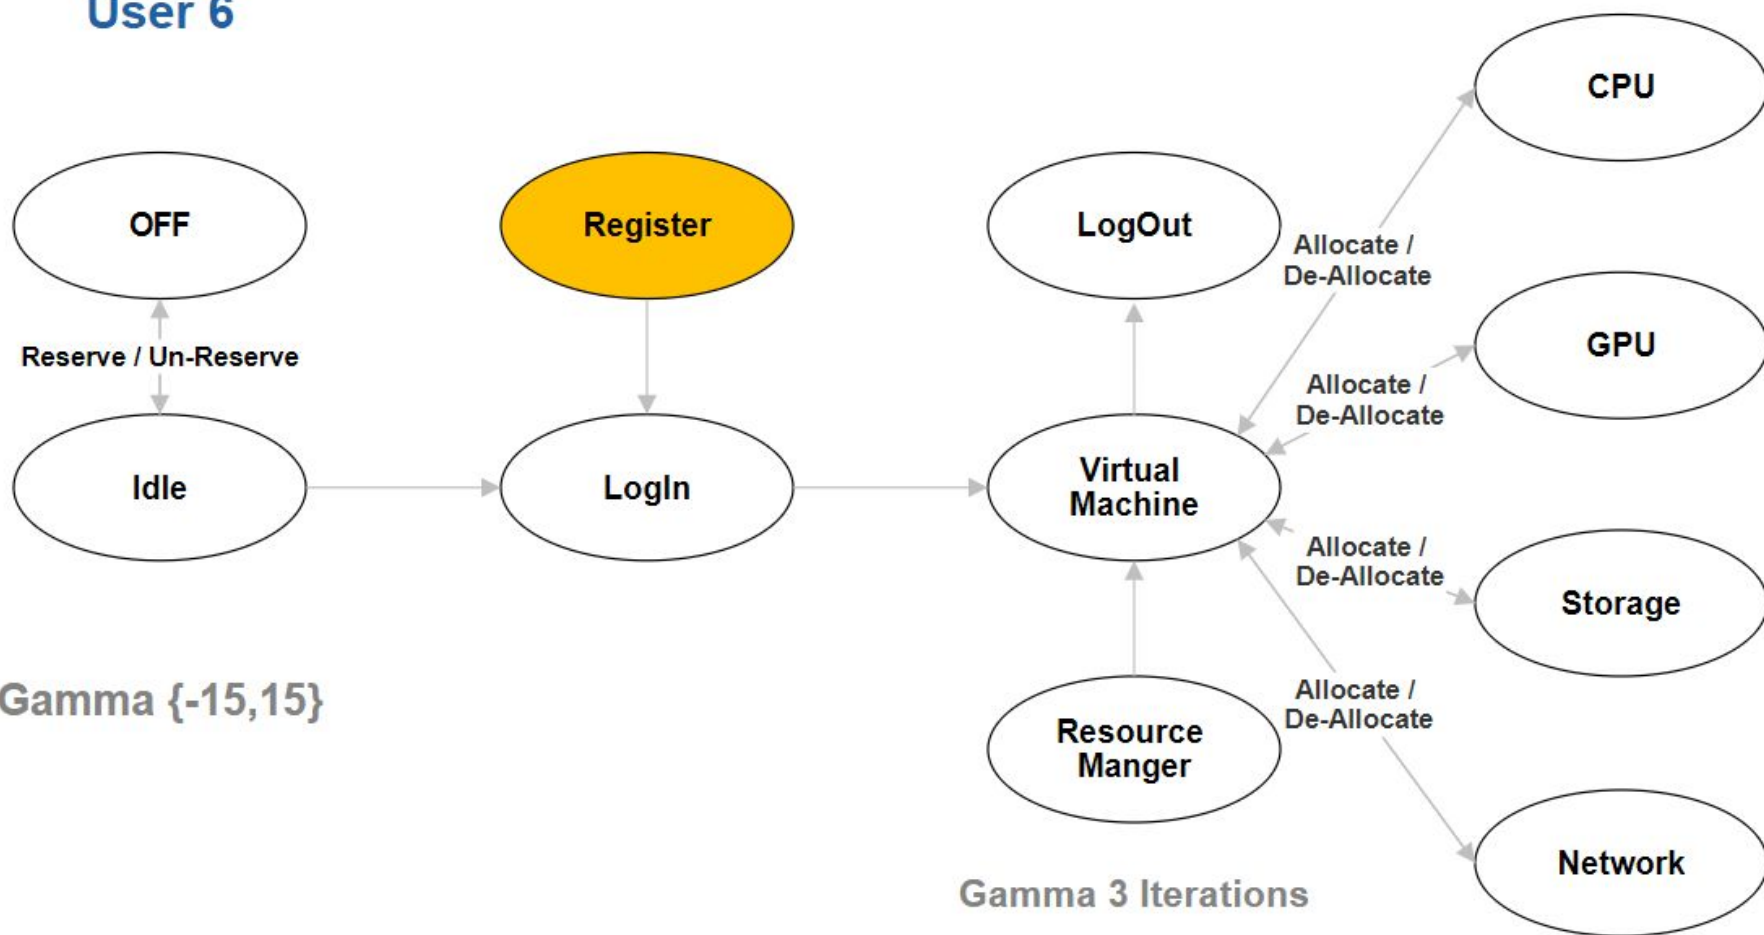 User 6
CPU
OFF
Register
LogOut
Allocate /
De-Allocate
Reserve / Un-Reserve
GPU
Allocate /
De-Allocate
Idle
LogIn
Virtual
Machine
Allocate /
De-Allocate
Storage
Gamma {-15,15}
Resource
Manger
Allocate /
De-Allocate
Network
Gamma 3 Iterations